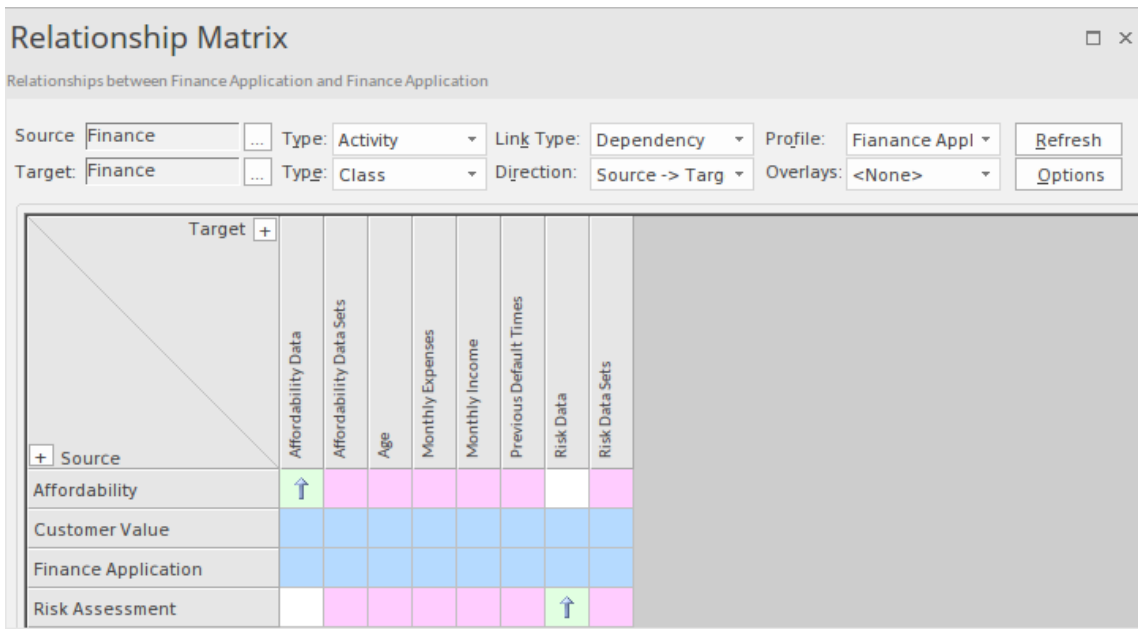 Relationship Matrix
Relationships between Finance Application and Finance Application
Source Finance ... Type: Activity Link Type: Dependency Profile: Fianance Appl Refresh
Target: Finance ... Type: Class Direction: Source -> Targ Overlays: <None> Options
Target +
Affordability Data
Affordability Data Sets
Age
Monthly Expenses
Monthly Income
Previous Default Times
Risk Data
Risk Data Sets
+ Source
Affordability
Customer Value
Finance Application
Risk Assessment